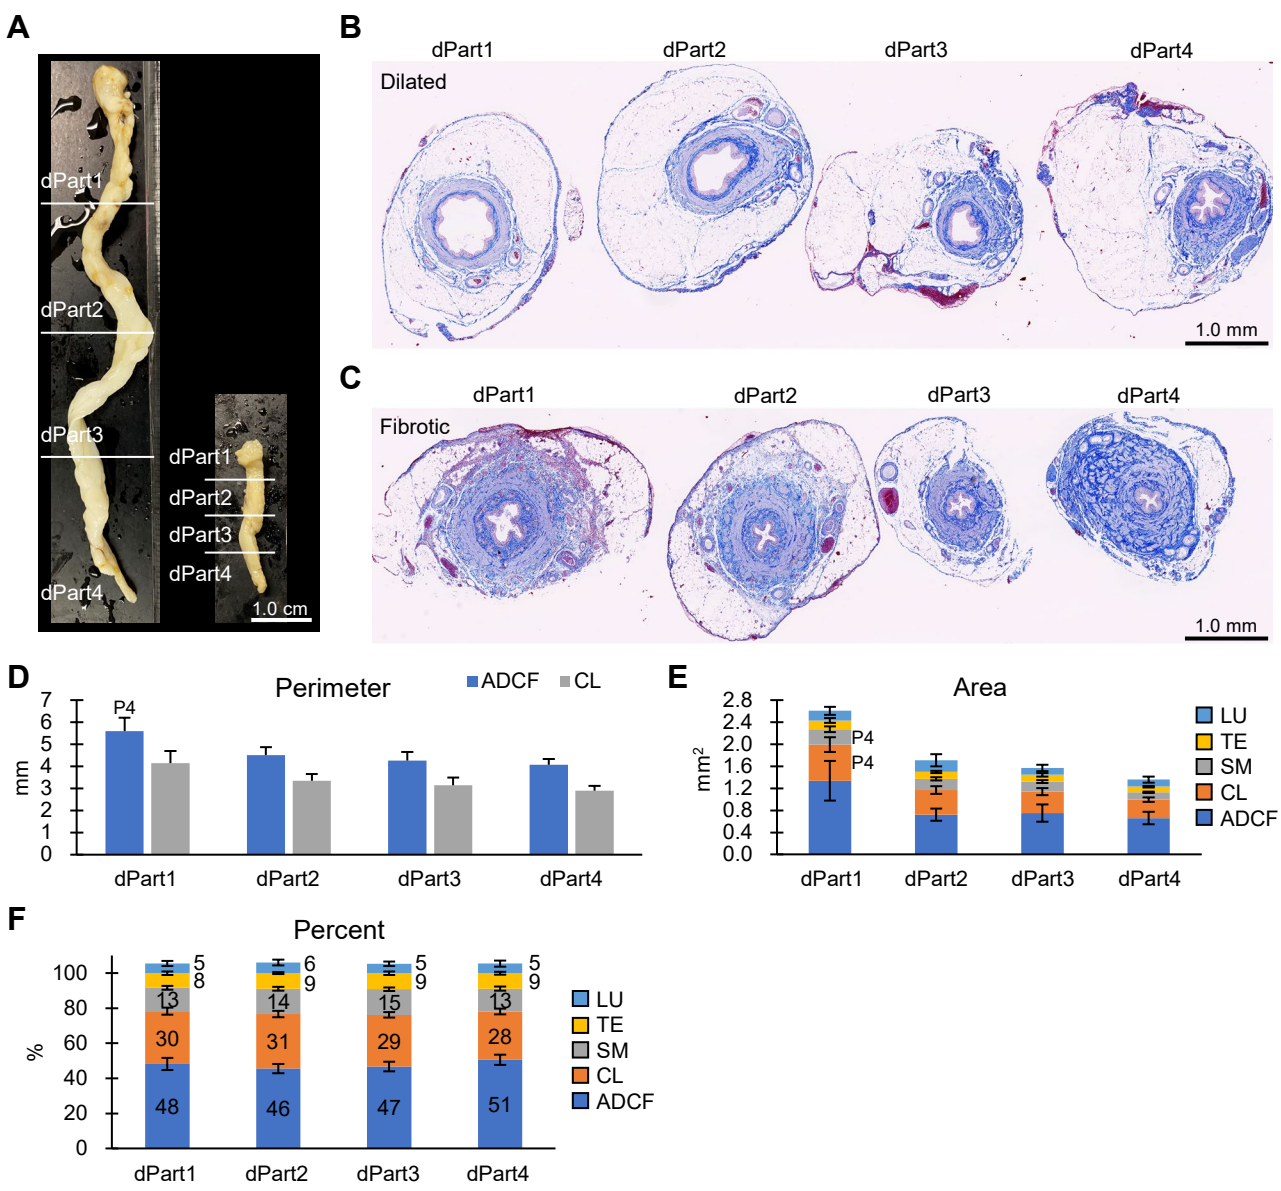 A
dPart1
dPart2
dPart3
dPart4
dPart1
dPart2
dPart3
dPart4
1.0 cm
B
dPart1 dPart2 dPart3 dPart4
Dilated
1.0 mm
C
dPart1 dPart2 dPart3 dPart4
Fibrotic
1.0 mm
D
Perimeter
ADCF CL
mm
7
6
5
4
3
2
1
0
P4
dPart1 dPart2 dPart3 dPart4
E
Area
mm2
2.8
2.4
2.0
1.6
1.2
0.8
0.4
0.0
P4
P4
dPart1 dPart2 dPart3 dPart4
LU
TE
SM
CL
ADCF
F
Percent
%
100
80
60
40
20
0
5 6 5 5
8 9 9 9
13 14 15 13
30 31 29 28
48 46 47 51
dPart1 dPart2 dPart3 dPart4
LU
TE
SM
CL
ADCF